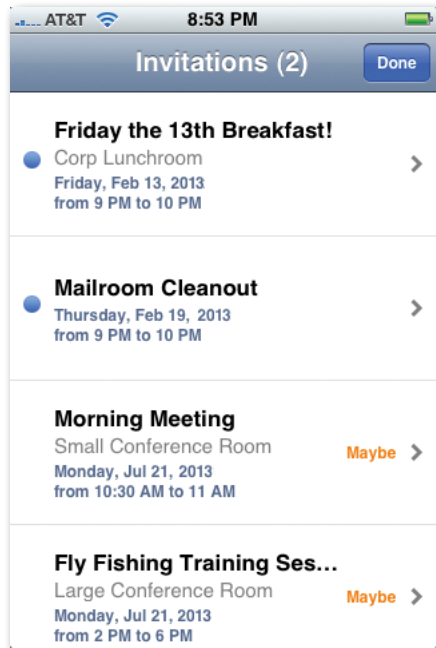 AT&T 8:53 PM
Invitations (2) Done
Friday the 13th Breakfast!
Corp Lunchroom
Friday, Feb 13, 2013
from 9 PM to 10 PM
Mailroom Cleanout
Thursday, Feb 19, 2013
from 9 PM to 10 PM
Morning Meeting
Small Conference Room
Maybe
Monday, Jul 21, 2013
from 10:30 AM to 11 AM
Fly Fishing Training Ses...
Large Conference Room
Maybe
Monday, Jul 21, 2013
from 2 PM to 6 PM